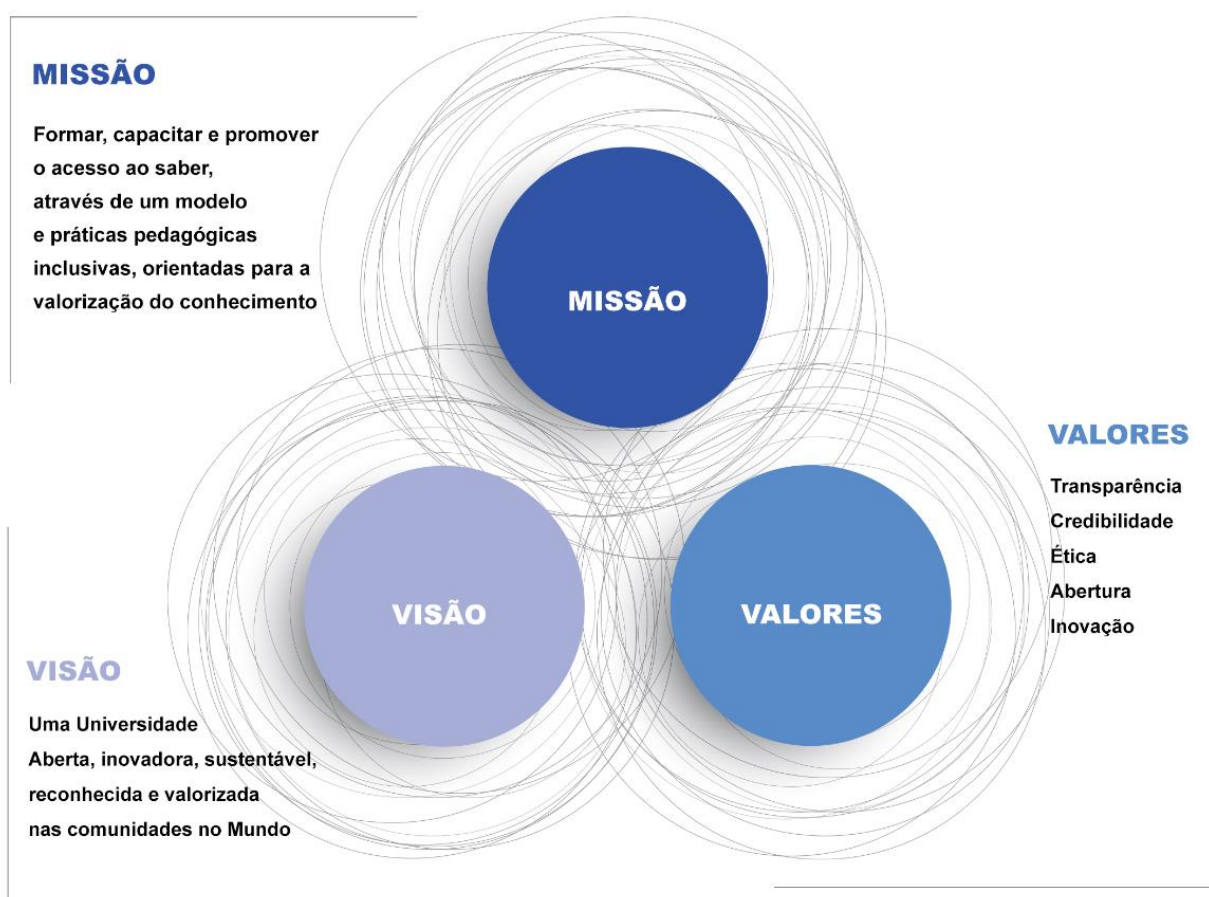 MISSÃO
Formar, capacitar e promover
o acesso ao saber,
através de um modelo
e práticas pedagógicas
inclusivas, orientadas para a
valorização do conhecimento
MISSÃO
VALORES
Transparência
Credibilidade
Ética
Abertura
Inovação
VISÃO
VALORES
VISÃO
Uma Universidade
Aberta, inovadora, sustentável,
reconhecida e valorizada
nas comunidades no Mundo